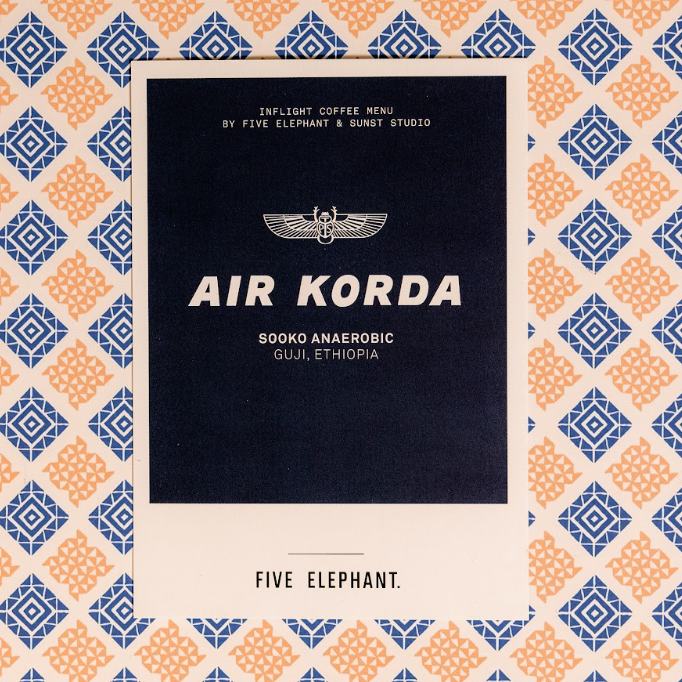 INFLIGHT COFFEE MENU
BY FIVE ELEPHANT & SUNST STUDIO
AIR KORDA
SOOKO ANAEROBIC
GUJI, ETHIOPIA
FIVE ELEPHANT.